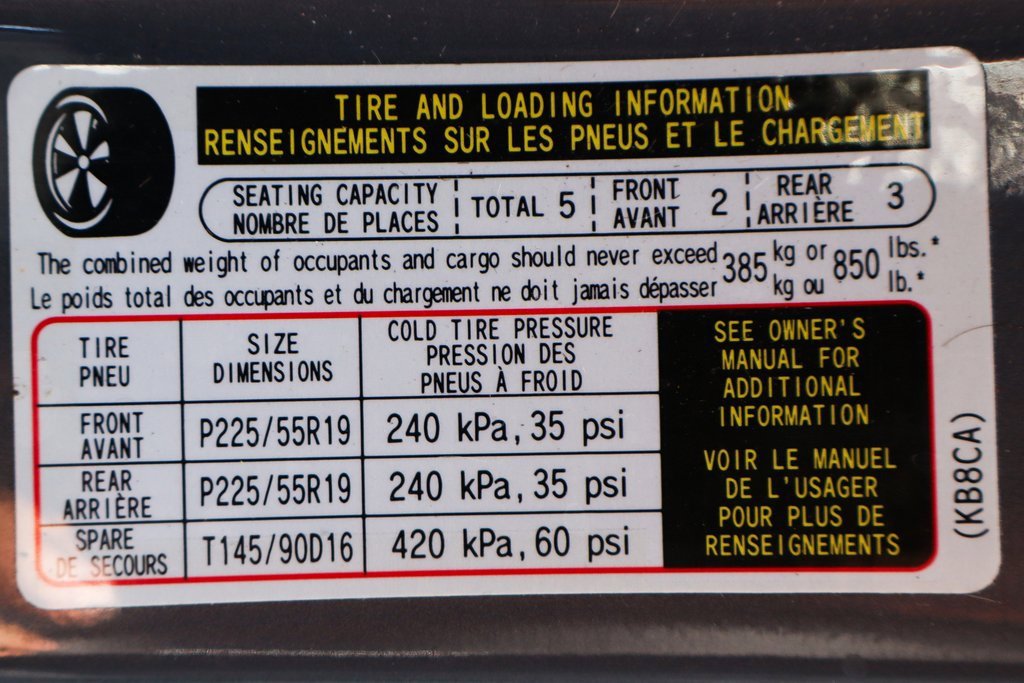 TIRE AND LOADING INFORMATION
RENSEIGNEMENTS SUR LES PNEUS ET LE CHARGEMENT
SEATING CAPACITY
NOMBRE DE PLACES
TOTAL 5
FRONT
AVANT
2
REAR
ARRIÈRE
3
The combined weight of occupants and cargo should never exceed 385 kg or 850 lbs.*
Le poids total des occupants et du chargement ne doit jamais dépasser kg ou lb.*
TIRE
PNEU
SIZE
DIMENSIONS
COLD TIRE PRESSURE
PRESSION DES
PNEUS À FROID
FRONT
AVANT
P225/55R19
240 kPa, 35 psi
REAR
ARRIÈRE
P225/55R19
240 kPa, 35 psi
SPARE
DE SECOURS
T145/90D16
420 kPa, 60 psi
SEE OWNER'S
MANUAL FOR
ADDITIONAL
INFORMATION
VOIR LE MANUEL
DE L'USAGER
POUR PLUS DE
RENSEIGNEMENTS
(KB8CA)